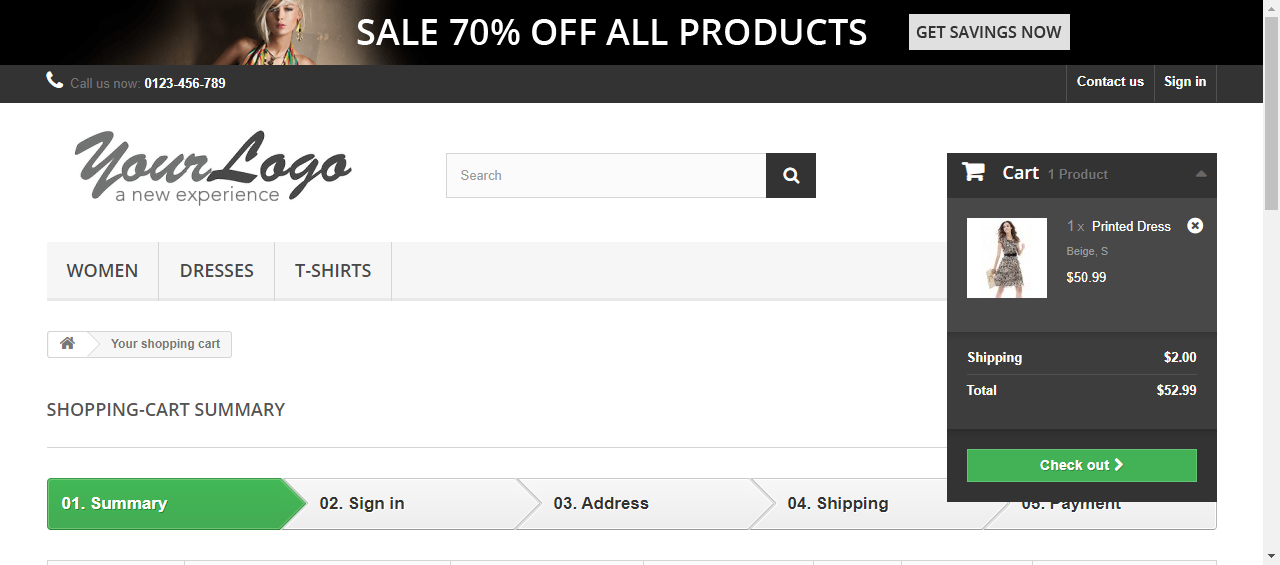 SALE 70% OFF ALL PRODUCTS
GET SAVINGS NOW
Call us now: 0123-456-789
Contact us
Sign in
YourLogo
a new experience
Search
Cart 1 Product
1 x Printed Dress
Beige, S
$50.99
WOMEN
DRESSES
T-SHIRTS
Your shopping cart
Shipping $2.00
Total $52.99
SHOPPING-CART SUMMARY
Check out
01. Summary
02. Sign in
03. Address
04. Shipping
05. Payment